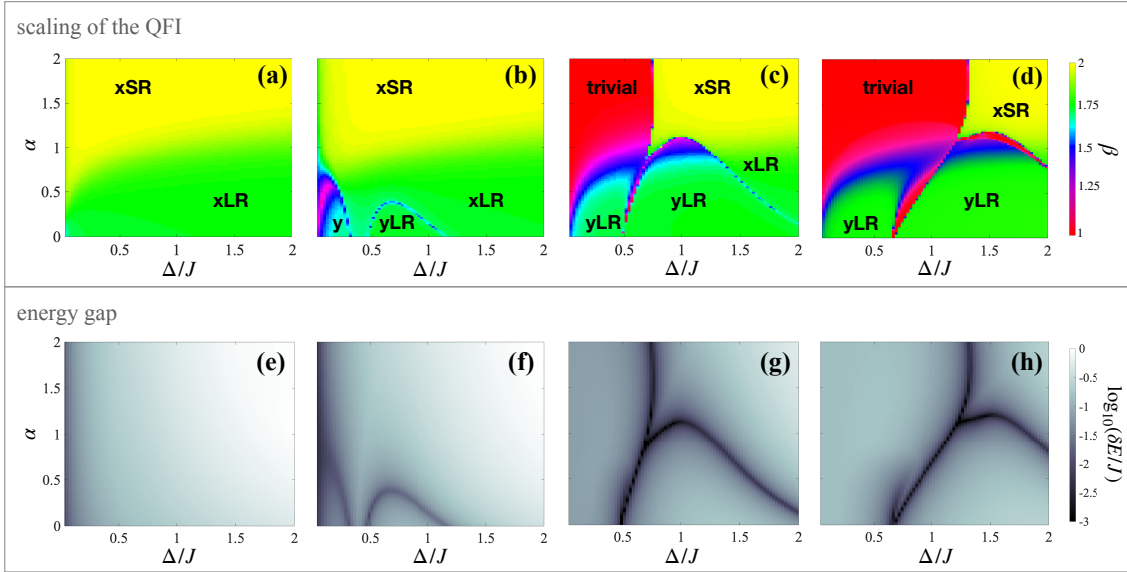 scaling of the QFI
(a) (b) (c) (d)
xSR xSR trivial xSR trivial xSR
xLR y yLR xLR yLR yLR xLR yLR yLR
α
2
1.5
1
0.5
0
0.5 1 1.5 2
0.5 1 1.5 2
0.5 1 1.5 2
0.5 1 1.5 2
Δ/J Δ/J Δ/J Δ/J
2
1.75
1.5
1.25
1
β
energy gap
(e) (f) (g) (h)
α
2
1.5
1
0.5
0
0.5 1 1.5 2
0.5 1 1.5 2
0.5 1 1.5 2
0.5 1 1.5 2
Δ/J Δ/J Δ/J Δ/J
0
-0.5
-1
-1.5
-2
-2.5
-3
log₁₀(δE/J)